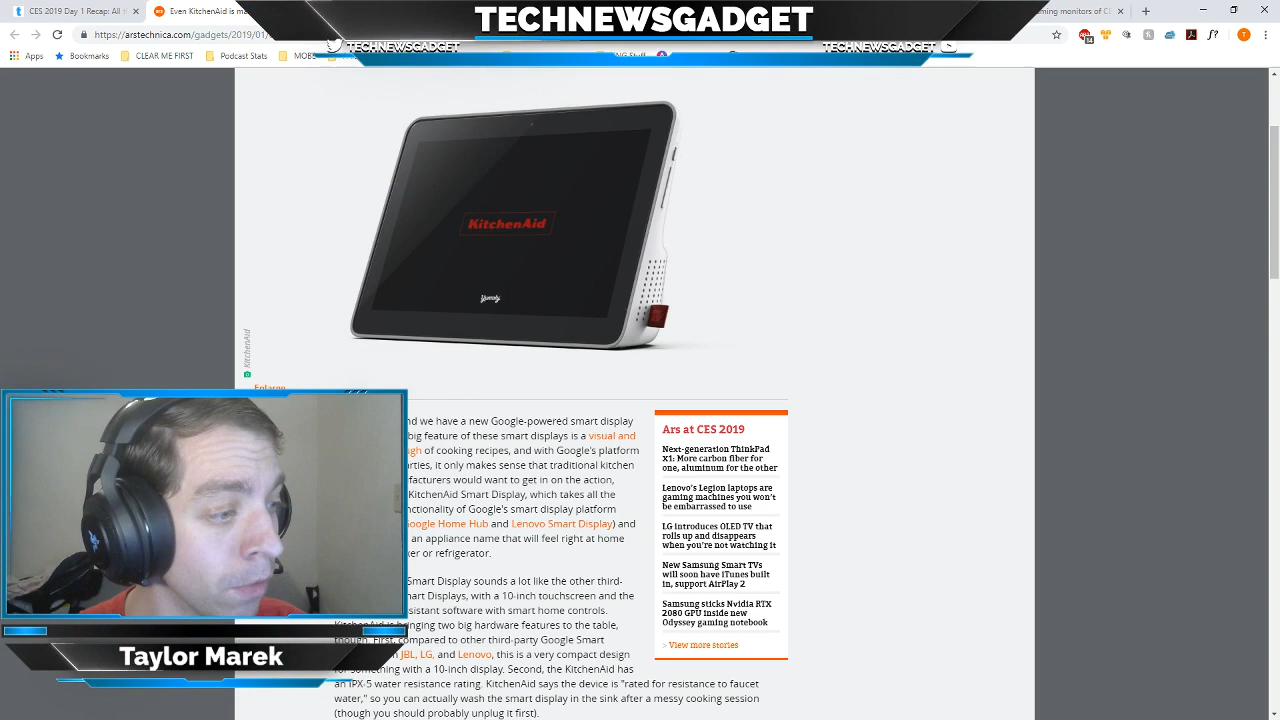 CES 2019 Day 1 Recap: All t
Even KitchenAid is ma
TECHNEWSGADGET
ming monitors of CE
https://arstechnica.com/gadgets/2019/01/
TECHNEWSGADGET
TECHNEWSGADGET
Apps
Bookmarks
CLEAR ME FIRST
Podcast Stats
MOBE
KitchenAid
Yummly
KitchenAid
Enlarge
nd we have a new Google-powered smart display
big feature of these smart displays is a visual and
gh of cooking recipes, and with Google's platform
arties, it only makes sense that traditional kitchen
facturers would want to get in on the action,
KitchenAid Smart Display, which takes all the
nctionality of Google's smart display platform
oogle Home Hub and Lenovo Smart Display) and
an appliance name that will feel right at home
er or refrigerator.
Smart Display sounds a lot like the other third-
art Displays, with a 10-inch touchscreen and the
sistant software with smart home controls.
KitchenAid is bringing two big hardware features to the table,
though. First, compared to other third-party Google Smart
JBL, LG, and Lenovo, this is a very compact design
for something with a 10-inch display. Second, the KitchenAid has
an IPX-5 water resistance rating. KitchenAid says the device is "rated for resistance to faucet
water," so you can actually wash the smart display in the sink after a messy cooking session
(though you should probably unplug it first).
Ars at CES 2019
Next-generation ThinkPad
X1: More carbon fiber for
one, aluminum for the other
Lenovo's Legion laptops are
gaming machines you won't
be embarrassed to use
LG introduces OLED TV that
rolls up and disappears
when you're not watching it
New Samsung Smart TVs
will soon have iTunes built
in, support AirPlay 2
Samsung sticks Nvidia RTX
2080 GPU inside new
Odyssey gaming notebook
> View more stories
Taylor Marek